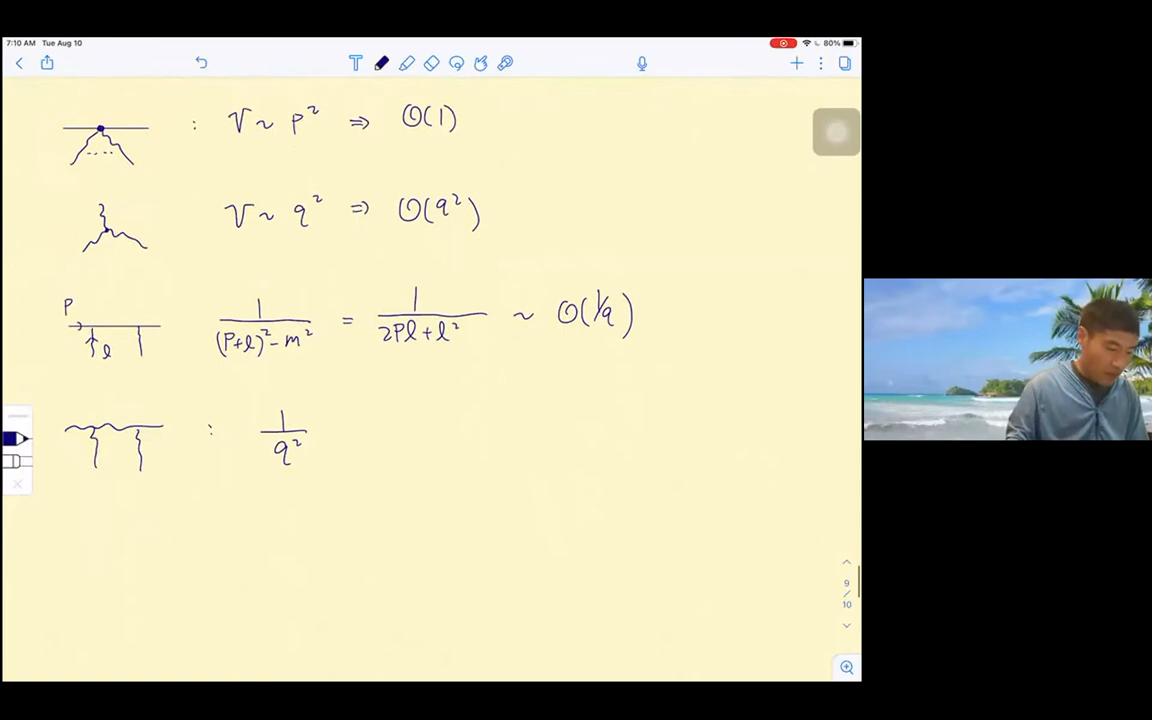 7:10 AM Tue Aug 10
80%
T
: V ~ p² ⇒ O(1)
V ~ q² ⇒ O(q²)
P
l
1/((P+l)² - m²) = 1/(2Pl + l²) ~ O(1/q)
: 1/q²
9
/
10